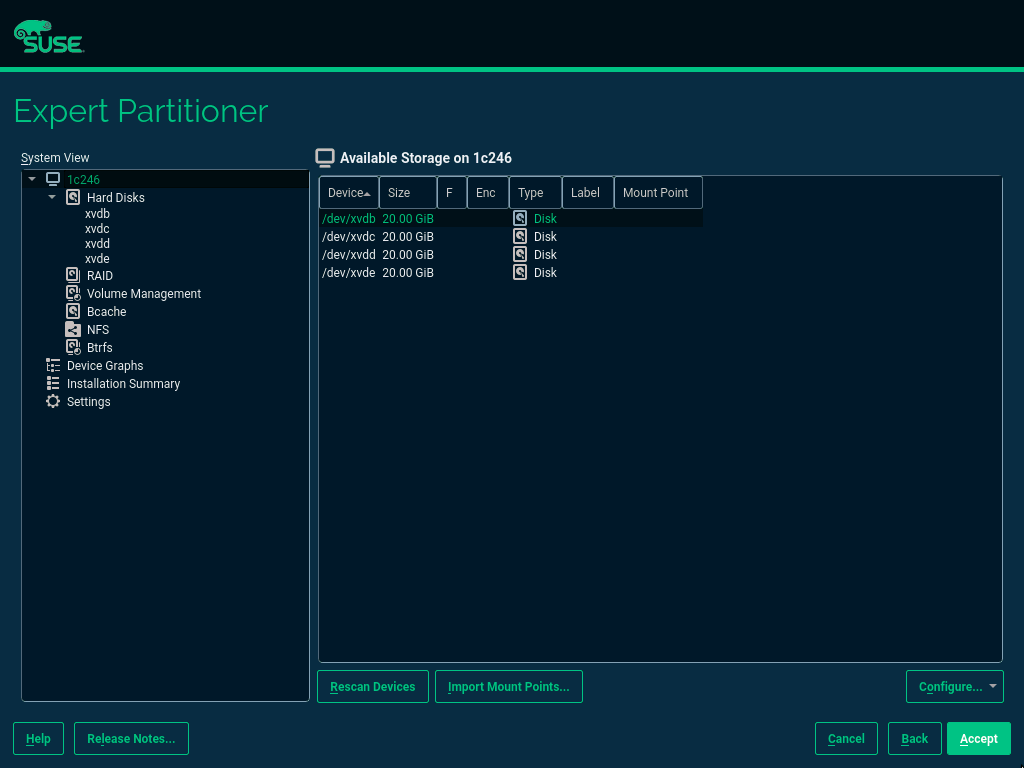 SUSE
Expert Partitioner
System View
1c246
Hard Disks
xvdb
xvdc
xvdd
xvde
RAID
Volume Management
Bcache
NFS
Btrfs
Device Graphs
Installation Summary
Settings
Available Storage on 1c246
Device Size F Enc Type Label Mount Point
/dev/xvdb 20.00 GiB Disk
/dev/xvdc 20.00 GiB Disk
/dev/xvdd 20.00 GiB Disk
/dev/xvde 20.00 GiB Disk
Rescan Devices Import Mount Points... Configure...
Help Release Notes... Cancel Back Accept